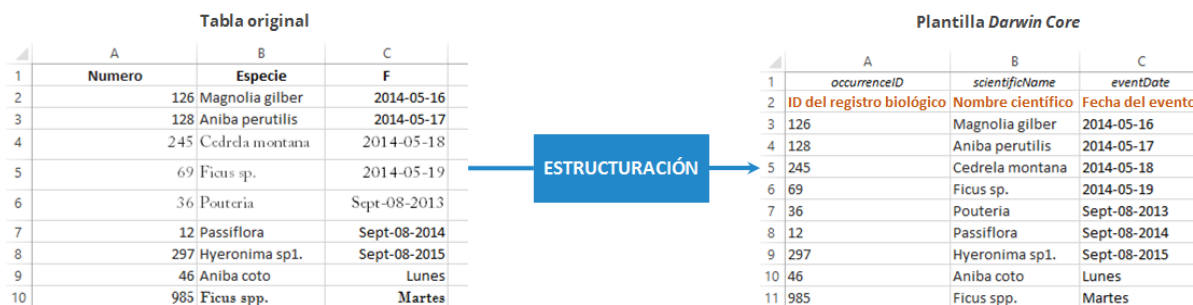 Tabla original
Plantilla Darwin Core
A B C
1 Numero Especie F
2 126 Magnolia gilber 2014-05-16
3 128 Aniba perutilis 2014-05-17
4 245 Cedrela montana 2014-05-18
5 69 Ficus sp. 2014-05-19
6 36 Pouteria Sept-08-2013
7 12 Passiflora Sept-08-2014
8 297 Hyeronima sp1. Sept-08-2015
9 46 Aniba coto Lunes
10 985 Ficus spp. Martes
ESTRUCTURACIÓN
A B C
1 occurrenceID scientificName eventDate
2 ID del registro biológico Nombre científico Fecha del evento
3 126 Magnolia gilber 2014-05-16
4 128 Aniba perutilis 2014-05-17
5 245 Cedrela montana 2014-05-18
6 69 Ficus sp. 2014-05-19
7 36 Pouteria Sept-08-2013
8 12 Passiflora Sept-08-2014
9 297 Hyeronima sp1. Sept-08-2015
10 46 Aniba coto Lunes
11 985 Ficus spp. Martes